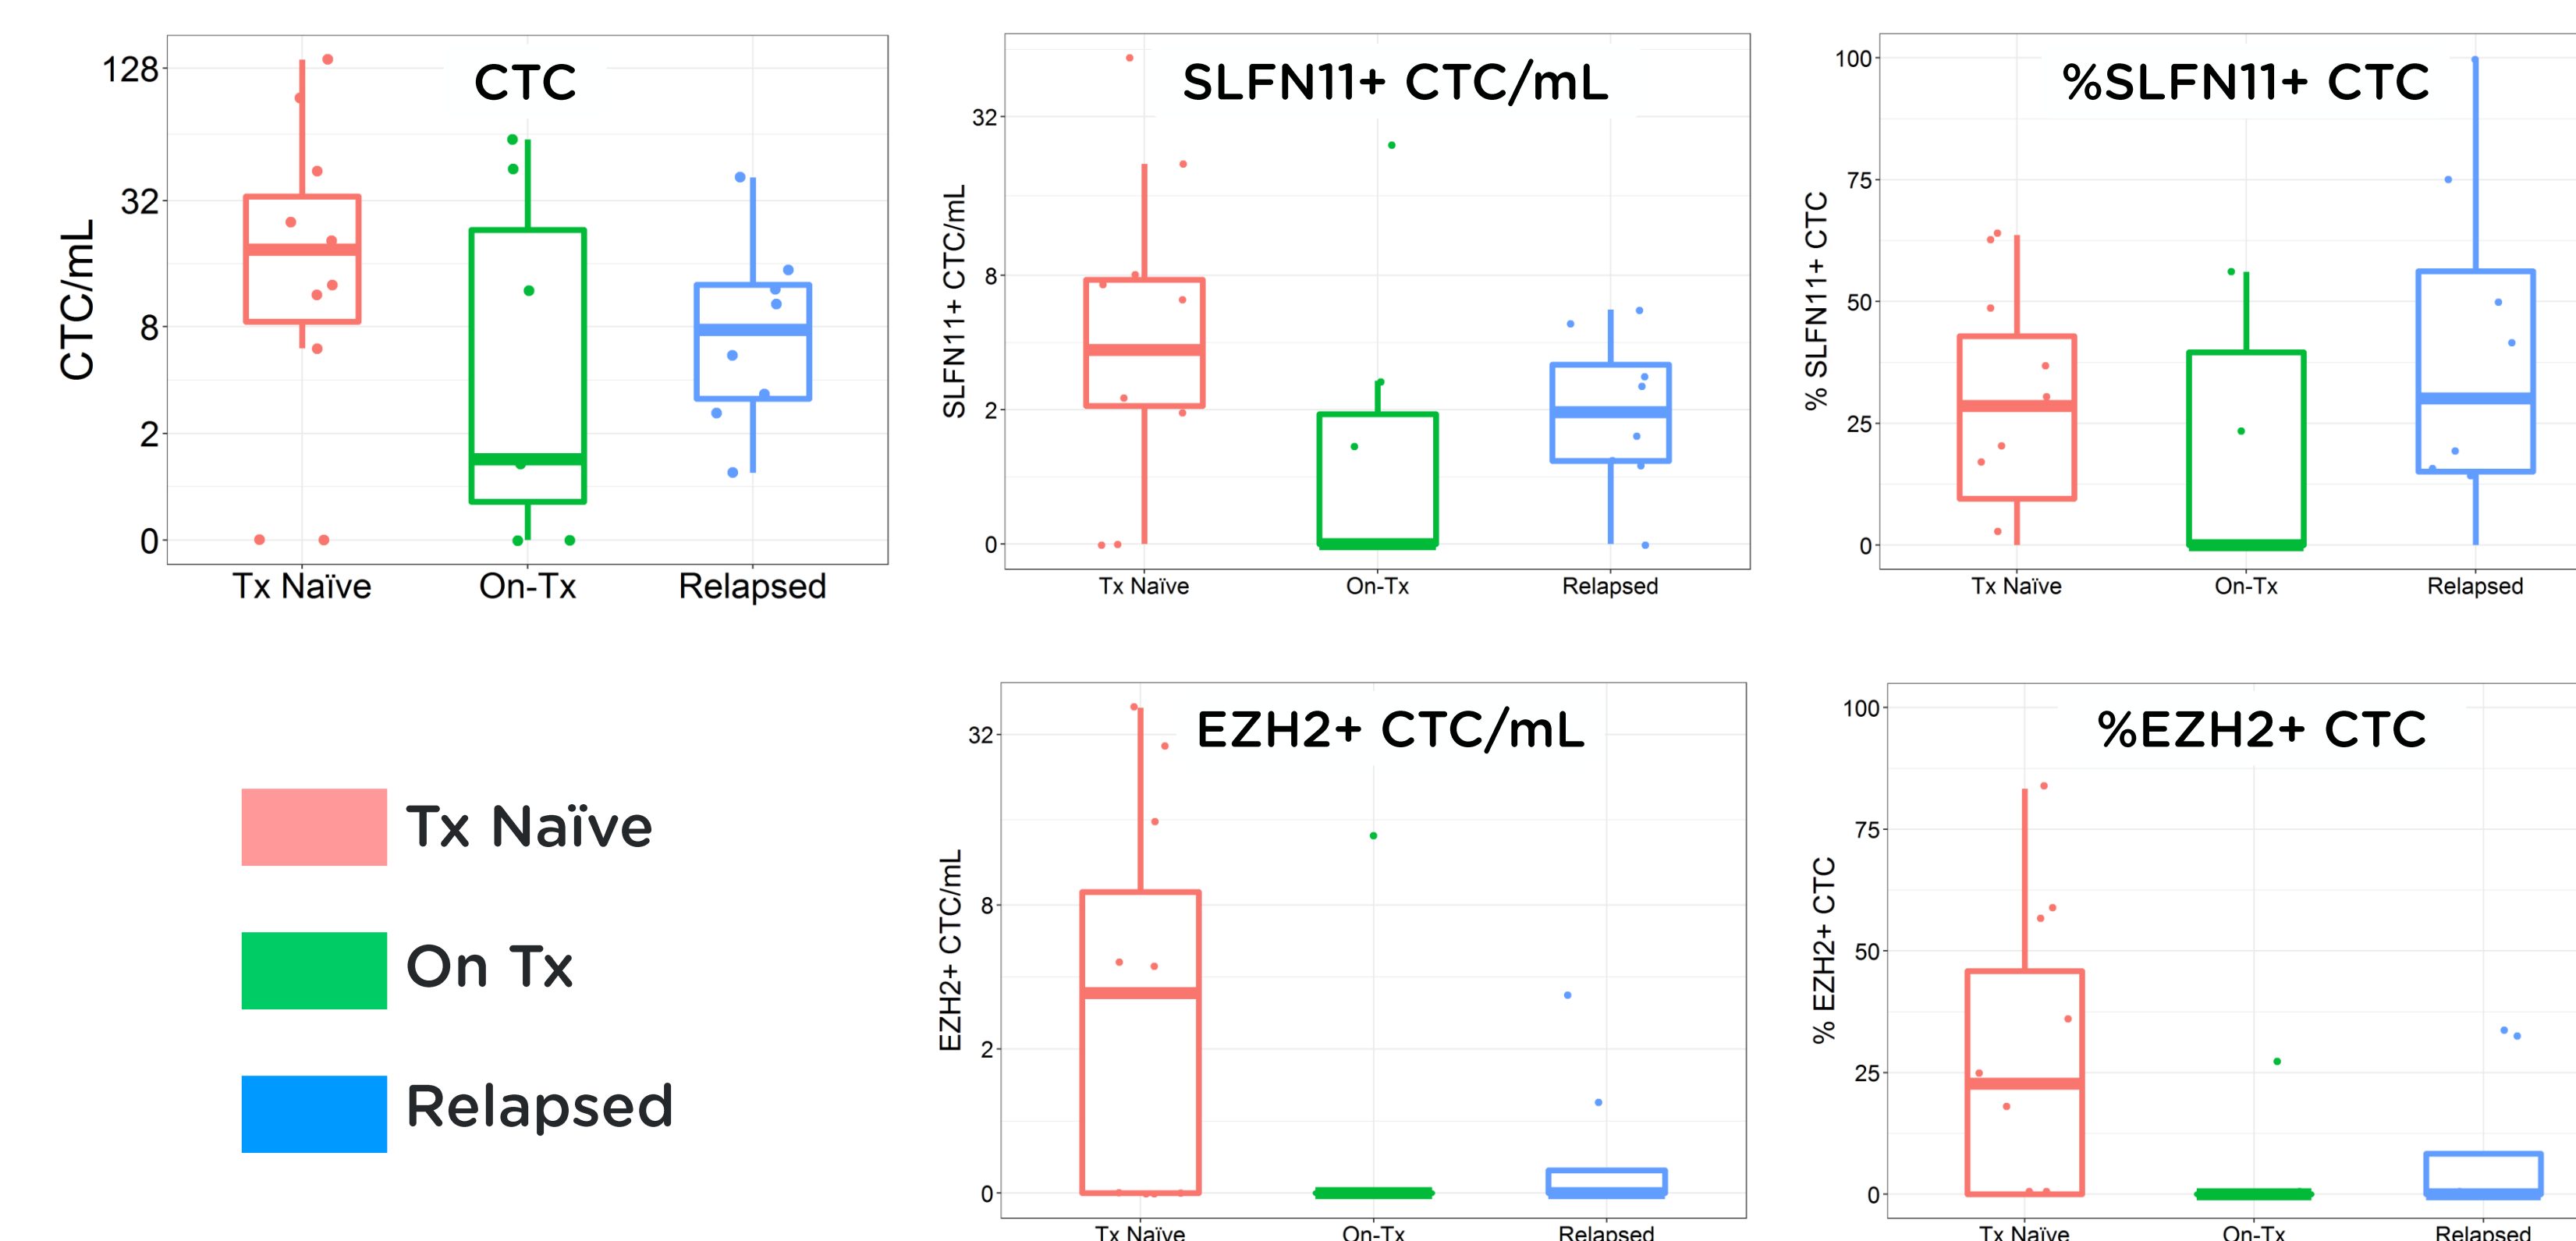 CTC
CTC/mL
128
32
8
2
0
Tx Naïve
On-Tx
Relapsed
SLFN11+ CTC/mL
SLFN11+ CTC/mL
32
8
2
0
Tx Naïve
On-Tx
Relapsed
%SLFN11+ CTC
% SLFN11+ CTC
100
75
50
25
0
Tx Naïve
On-Tx
Relapsed
Tx Naïve
On Tx
Relapsed
EZH2+ CTC/mL
EZH2+ CTC/mL
32
8
2
0
Tx Naïve
On-Tx
Relapsed
%EZH2+ CTC
% EZH2+ CTC
100
75
50
25
0
Tx Naïve
On-Tx
Relapsed